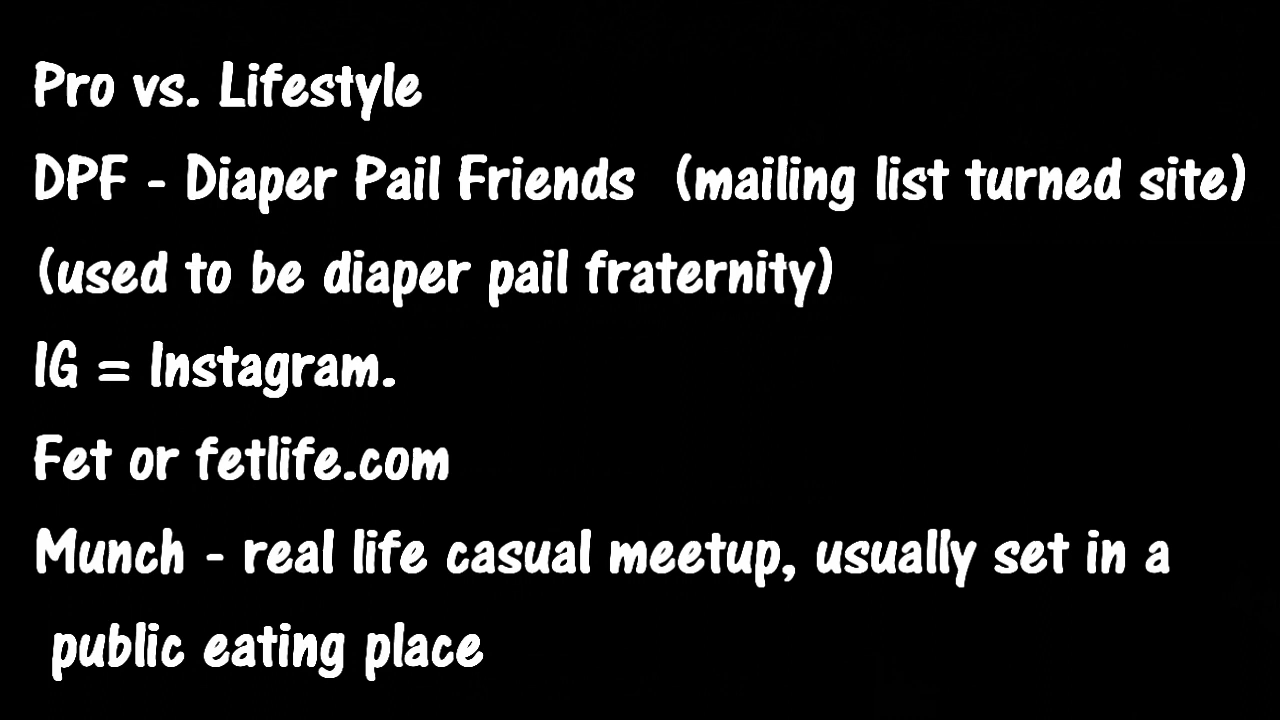 Pro vs. Lifestyle
DPF - Diaper Pail Friends (mailing list turned site)
(used to be diaper pail fraternity)
IG = Instagram.
Fet or fetlife.com
Munch - real life casual meetup, usually set in a
public eating place